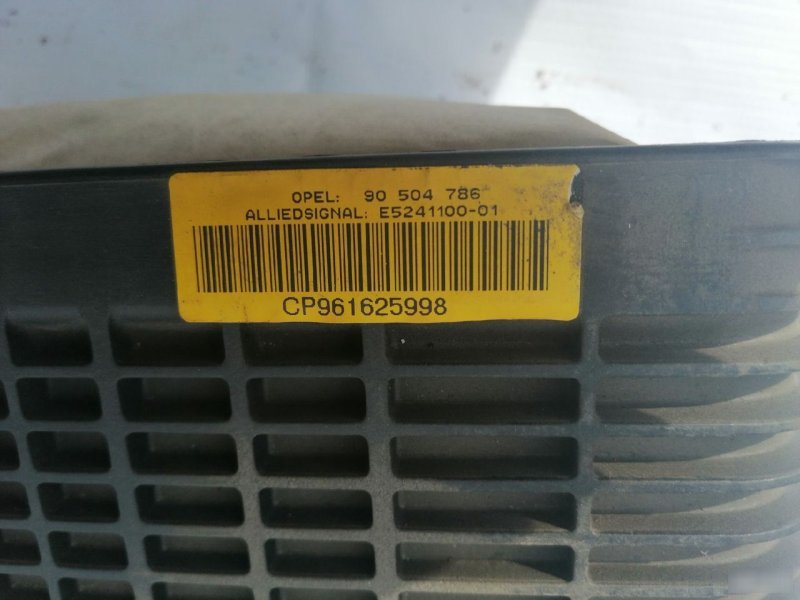 OPEL: 90 504 786
ALLIEDSIGNAL: E5241100-01
CP961625998